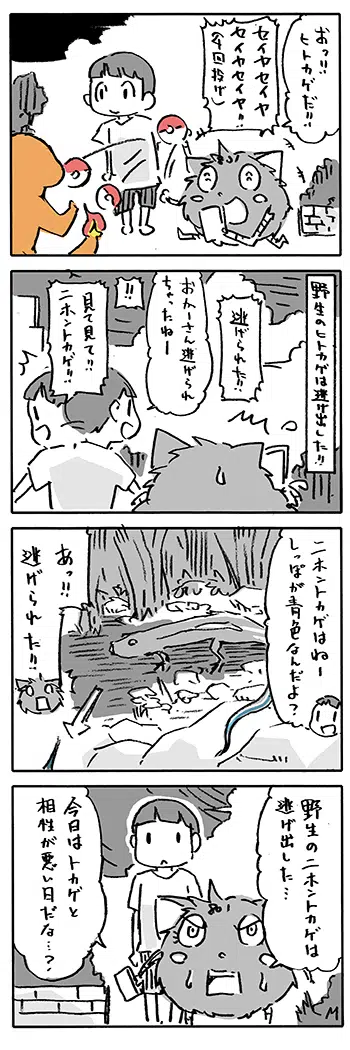 おっ!!
ヒトカゲだ!!
セイヤセイヤ
セイヤセイヤ!!
(4回投げ)
野生のヒトカゲは逃げ出した!!
逃げられた!!
おかーさん逃げられ
ちゃったねー
!!
見て見て!!
ニホントカゲ!!
ニホントカゲはねー
しっぽが青色なんだよ?
あっ!!
逃げられた!!
野生のニホントカゲは
逃げ出した…
今日はトカゲと
相性が悪い日だな…?